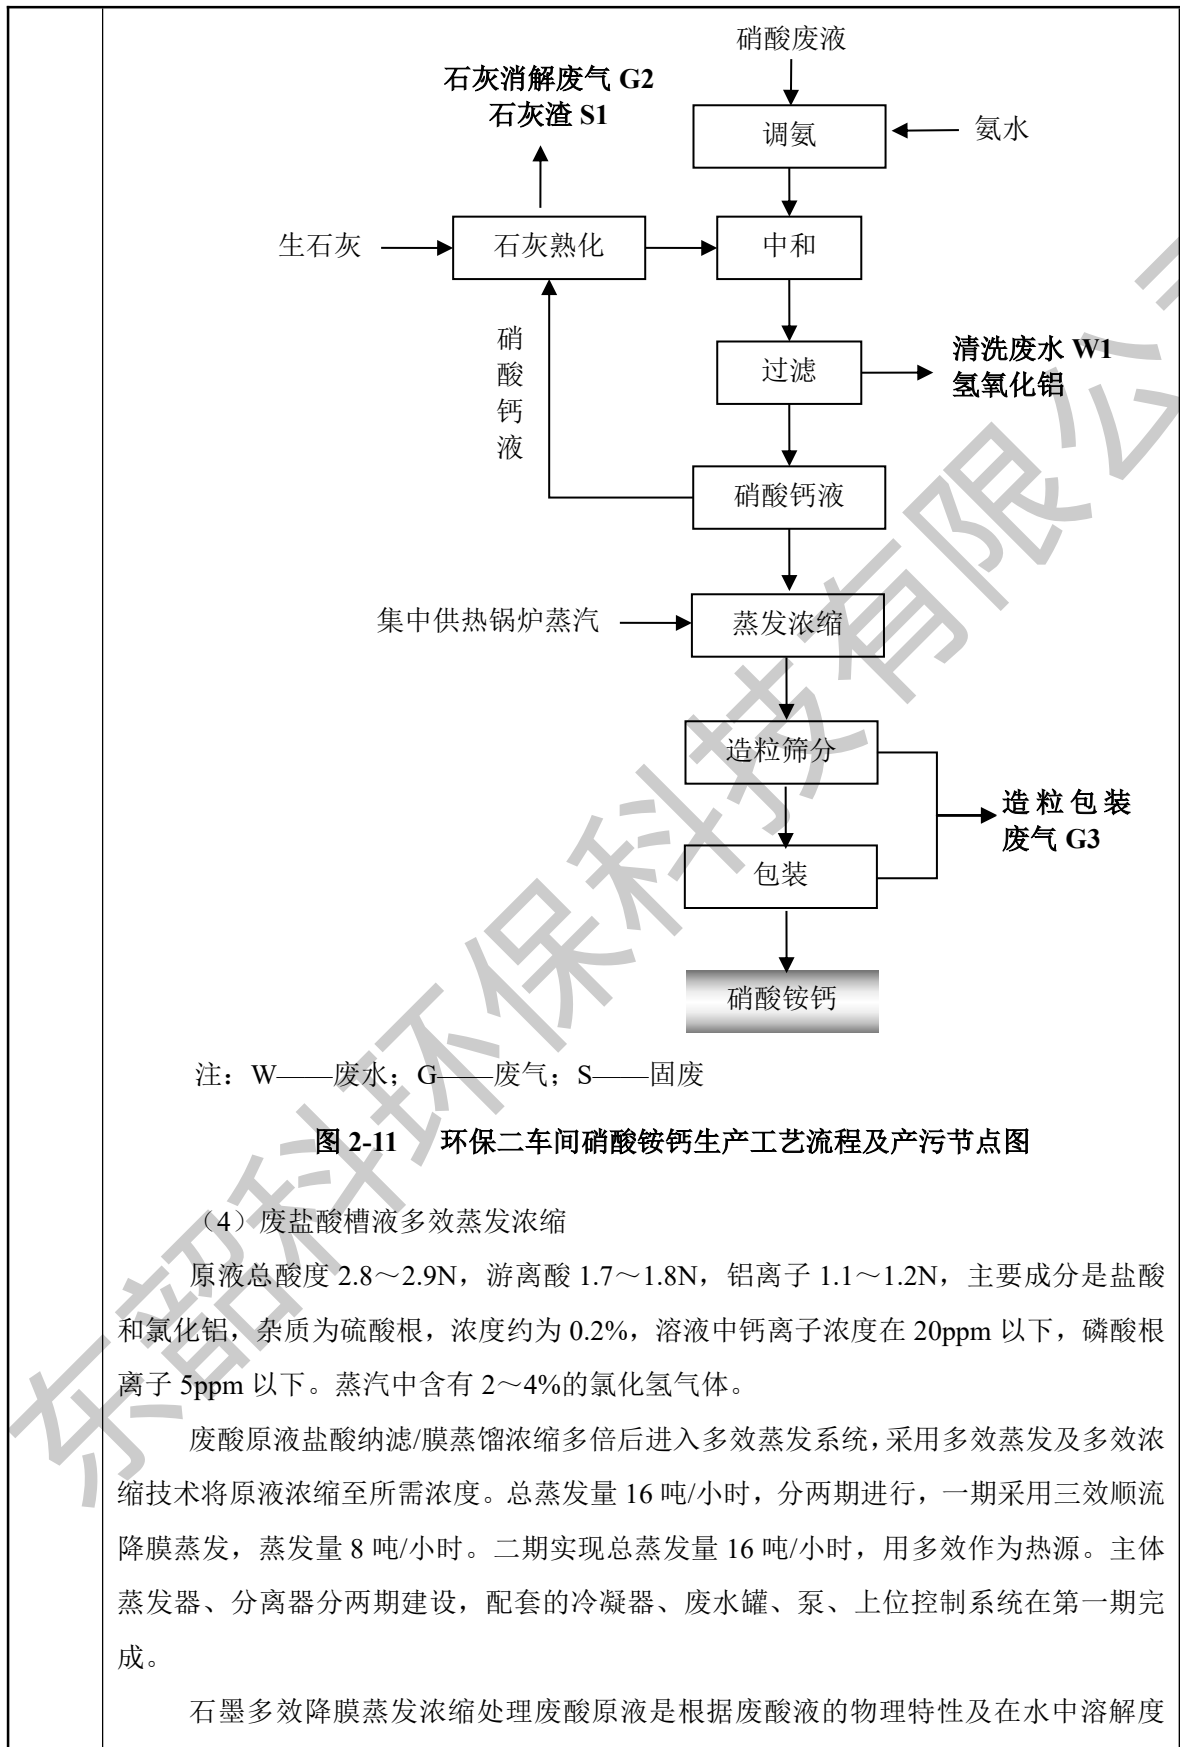 硝酸废液
石灰消解废气 G2
石灰渣 S1
调氨
氨水
生石灰
石灰熟化
中和
硝酸钙液
过滤
清洗废水 W1
氢氧化铝
硝酸钙液
集中供热锅炉蒸汽
蒸发浓缩
造粒筛分
造粒包装
废气 G3
包装
硝酸铵钙
注：W——废水；G——废气；S——固废
图 2-11 环保二车间硝酸铵钙生产工艺流程及产污节点图
（4）废盐酸槽液多效蒸发浓缩
原液总酸度 2.8～2.9N，游离酸 1.7～1.8N，铝离子 1.1～1.2N，主要成分是盐酸
和氯化铝，杂质为硫酸根，浓度约为 0.2%，溶液中钙离子浓度在 20ppm 以下，磷酸根
离子 5ppm 以下。蒸汽中含有 2～4%的氯化氢气体。
废酸原液盐酸纳滤/膜蒸馏浓缩多倍后进入多效蒸发系统，采用多效蒸发及多效浓
缩技术将原液浓缩至所需浓度。总蒸发量 16 吨/小时，分两期进行，一期采用三效顺流
降膜蒸发，蒸发量 8 吨/小时。二期实现总蒸发量 16 吨/小时，用多效作为热源。主体
蒸发器、分离器分两期建设，配套的冷凝器、废水罐、泵、上位控制系统在第一期完
成。
石墨多效降膜蒸发浓缩处理废酸原液是根据废酸液的物理特性及在水中溶解度
东韶科环保科技有限公司